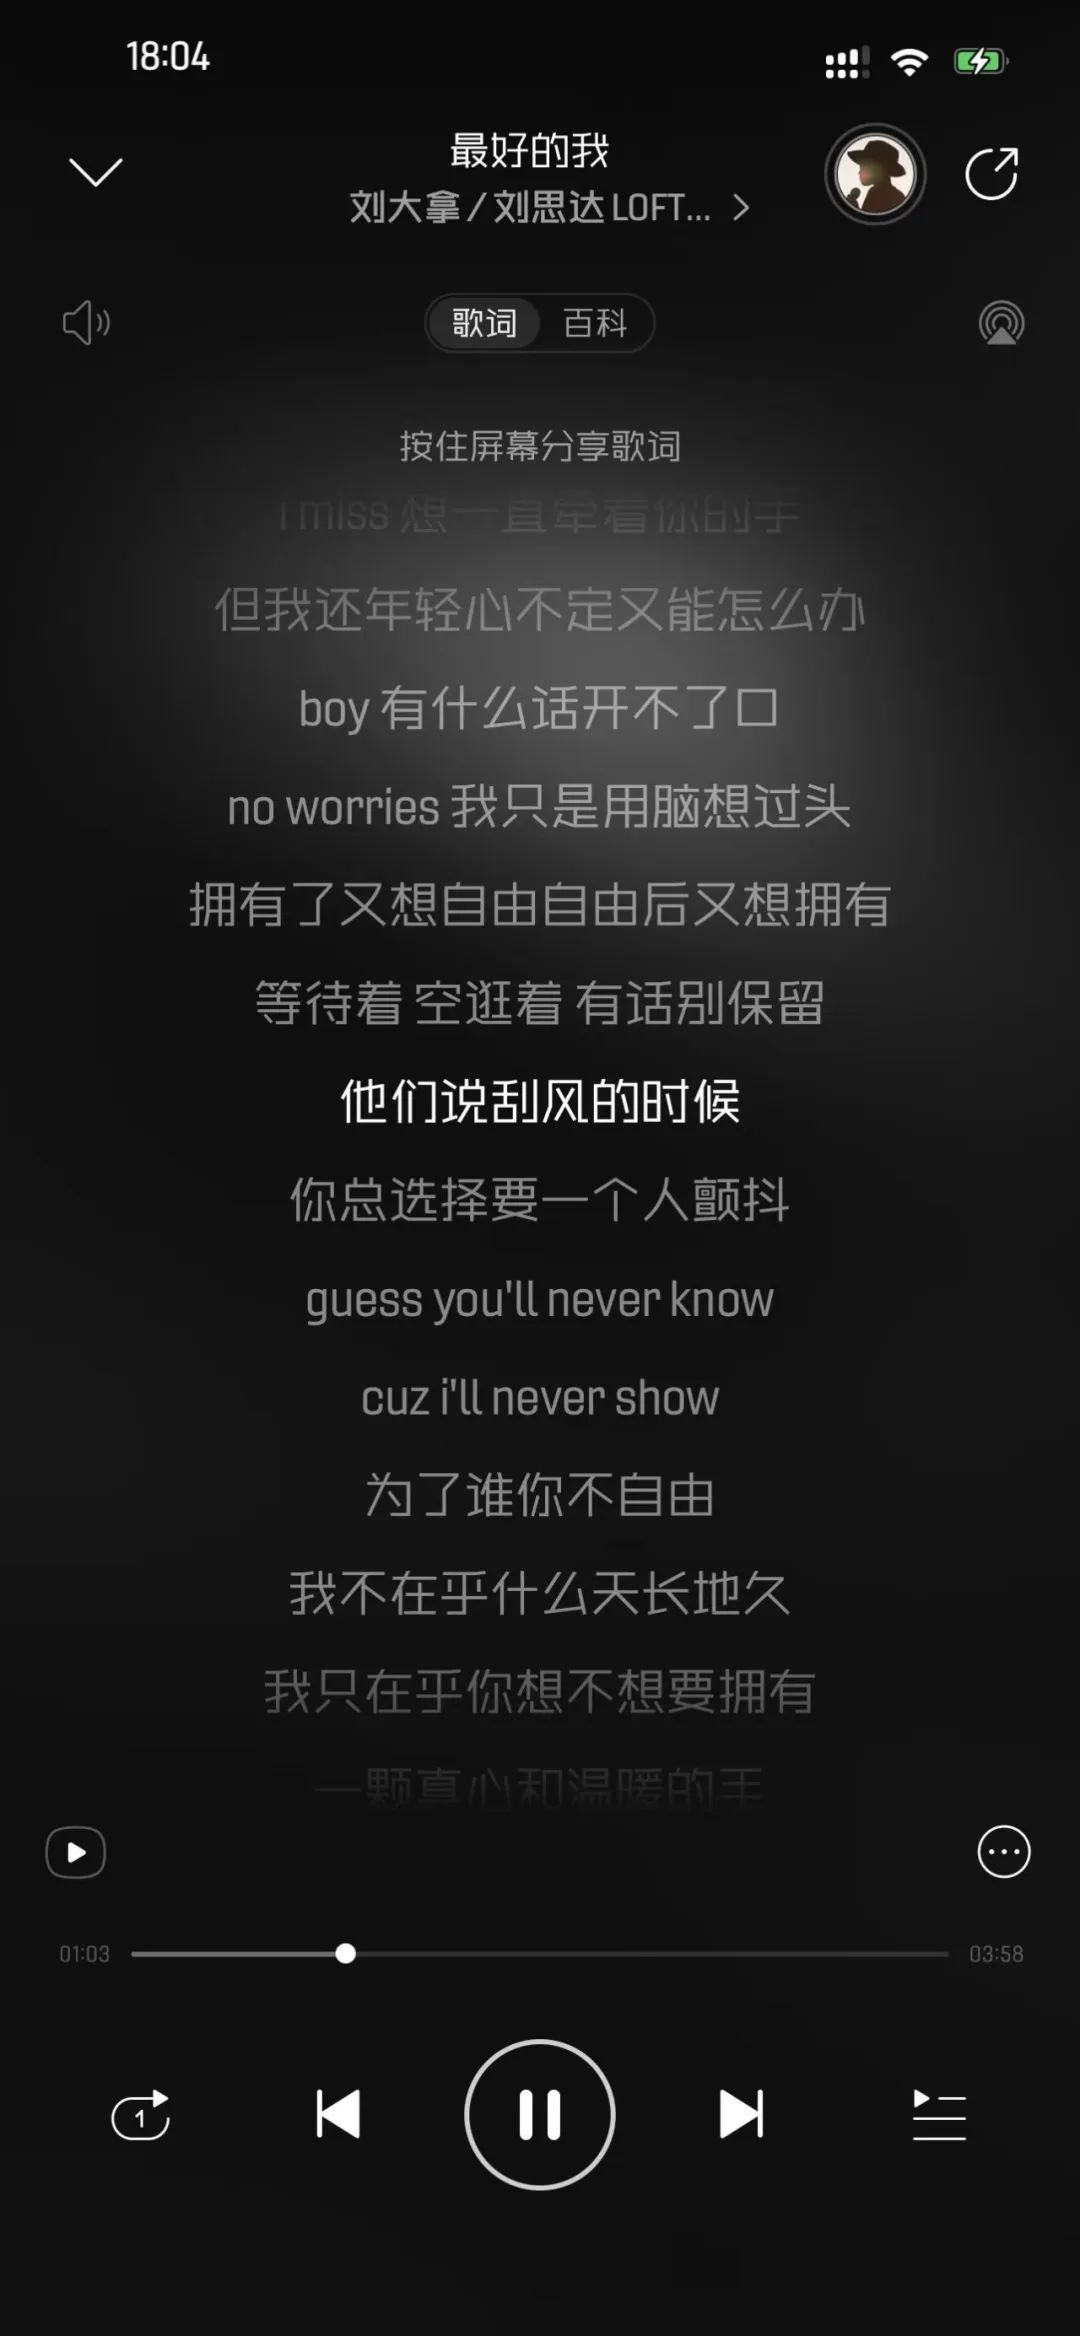 18:04
最好的我
刘大拿 / 刘思达 LOFT...
歌词 百科
按住屏幕分享歌词
I miss 想一直牵着你的手
但我还年轻心不定又能怎么办
boy 有什么话开不了口
no worries 我只是用脑想过头
拥有了又想自由自由后又想拥有
等待着 空逛着 有话别保留
他们说刮风的时候
你总选择要一个人颤抖
guess you'll never know
cuz i'll never show
为了谁你不自由
我不在乎什么天长地久
我只在乎你想不想要拥有
一颗真心和温暖的手
01:03 03:58
1